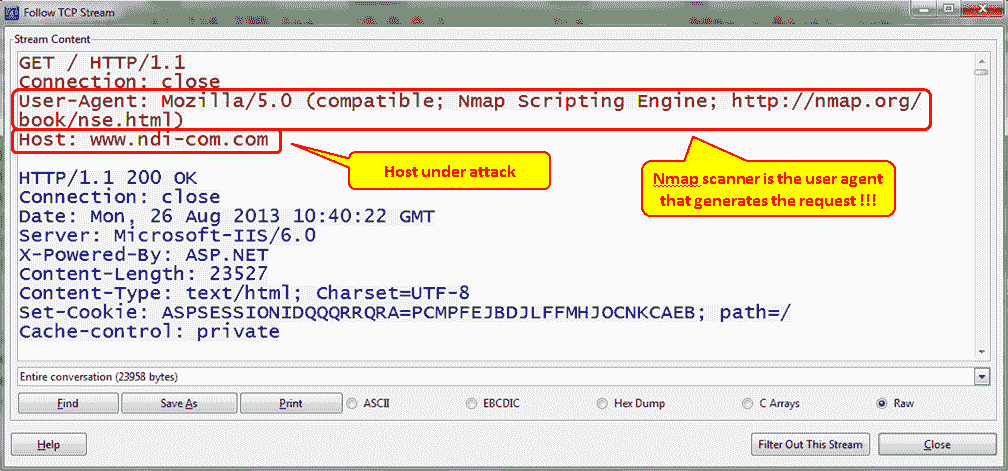 Follow TCP Stream
Stream Content
GET / HTTP/1.1
Connection: close
User-Agent: Mozilla/5.0 (compatible; Nmap Scripting Engine; http://nmap.org/
book/nse.html)
Host: www.ndi-com.com
Host under attack
Nmap scanner is the user agent
that generates the request !!!
HTTP/1.1 200 OK
Connection: close
Date: Mon, 26 Aug 2013 10:40:22 GMT
Server: Microsoft-IIS/6.0
X-Powered-By: ASP.NET
Content-Length: 23527
Content-Type: text/html; Charset=UTF-8
Set-Cookie: ASPSESSIONIDQQQRRQRA=PCMPFEJBDJLFFMHJOCNKCAEB; path=/
Cache-control: private
Entire conversation (23958 bytes)
Find Save As Print ASCII EBCDIC Hex Dump C Arrays Raw
Help Filter Out This Stream Close